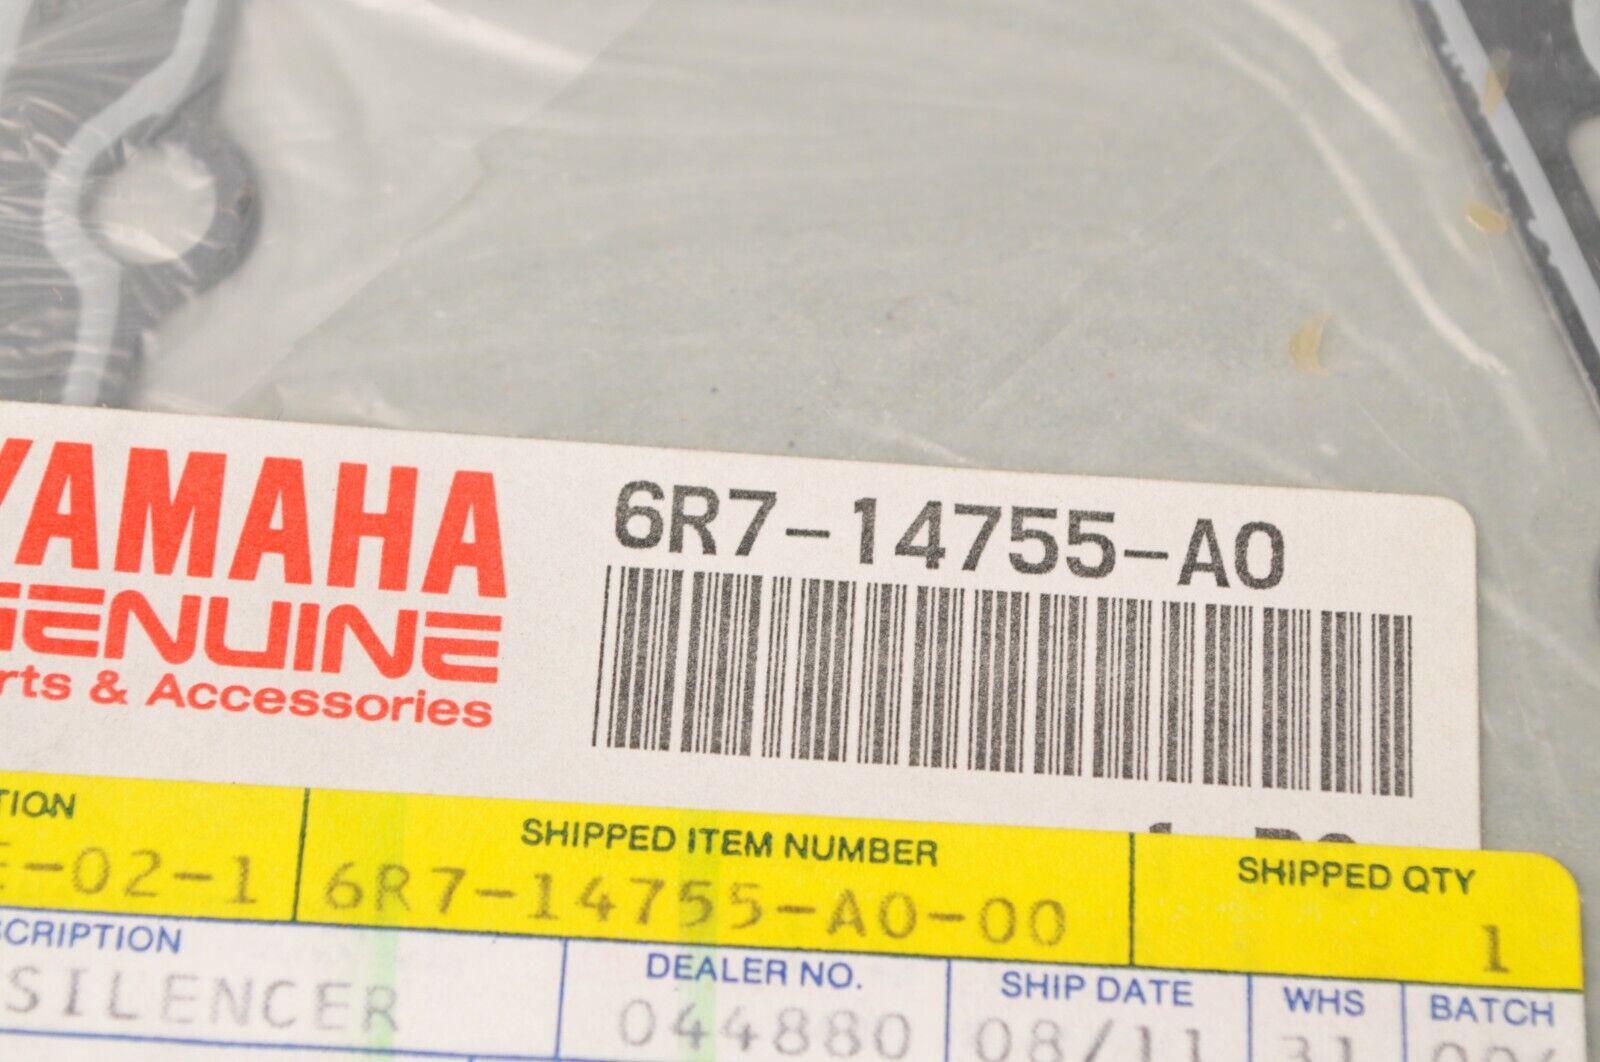 YAMAHA
GENUINE
rts & Accessories
6R7-14755-A0
TION
SHIPPED ITEM NUMBER
SHIPPED QTY
E-02-1
6R7-14755-A0-00
1
SCRIPTION
DEALER NO.
SHIP DATE
WHS
BATCH
SILENCER
044880
08/11
31